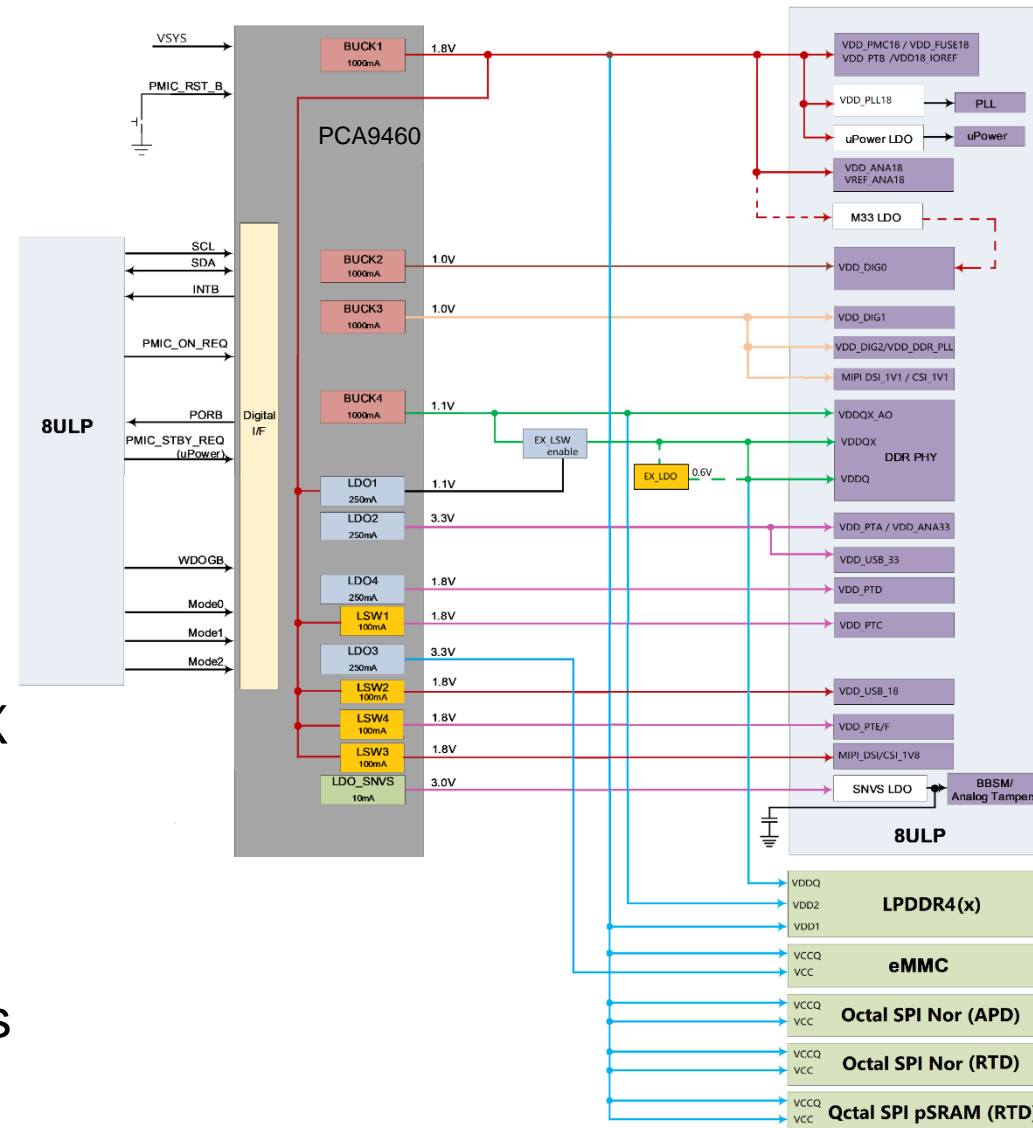 VSYS
PMIC_RST_B
PCA9460
BUCK1
1000mA
1.8V
VDD_PMC18 / VDD_FUSE18
VDD PTB /VDD18_IOREF
VDD_PLL18
PLL
uPower LDO
uPower
VDD_ANA18
VREF_ANA18
M33 LDO
8ULP
SCL
SDA
INTB
PMIC_ON_REQ
PORB
PMIC_STBY_REQ
(uPower)
WDOGB
Mode0
Mode1
Mode2
Digital
I/F
BUCK2
1000mA
1.0V
VDD_DIG0
BUCK3
1000mA
1.0V
VDD_DIG1
VDD_DIG2/VDD_DDR_PLL
MIPI DSI_1V1 / CSI_1V1
BUCK4
1000mA
1.1V
EX_LSW
enable
EX_LDO
0.6V
VDDQX_AO
VDDQX
DDR PHY
VDDQ
LDO1
250mA
1.1V
LDO2
250mA
3.3V
VDD_PTA / VDD_ANA33
VDD_USB_33
LDO4
250mA
1.8V
VDD_PTD
LSW1
100mA
1.8V
VDD_PTC
LDO3
250mA
3.3V
LSW2
100mA
1.8V
VDD_USB_18
LSW4
100mA
1.8V
VDD_PTE/F
LSW3
100mA
1.8V
MIPI_DSI/CSI_1V8
LDO_SNVS
10mA
3.0V
SNVS LDO
BBSM/
Analog Tampers
8ULP
X
s
VDDQ
VDD2
VDD1
LPDDR4(x)
VCCQ
VCC
eMMC
VCCQ
VCC
Octal SPI Nor (APD)
VCCQ
VCC
Octal SPI Nor (RTD)
VCCQ
VCC
Qctal SPI pSRAM (RTD)